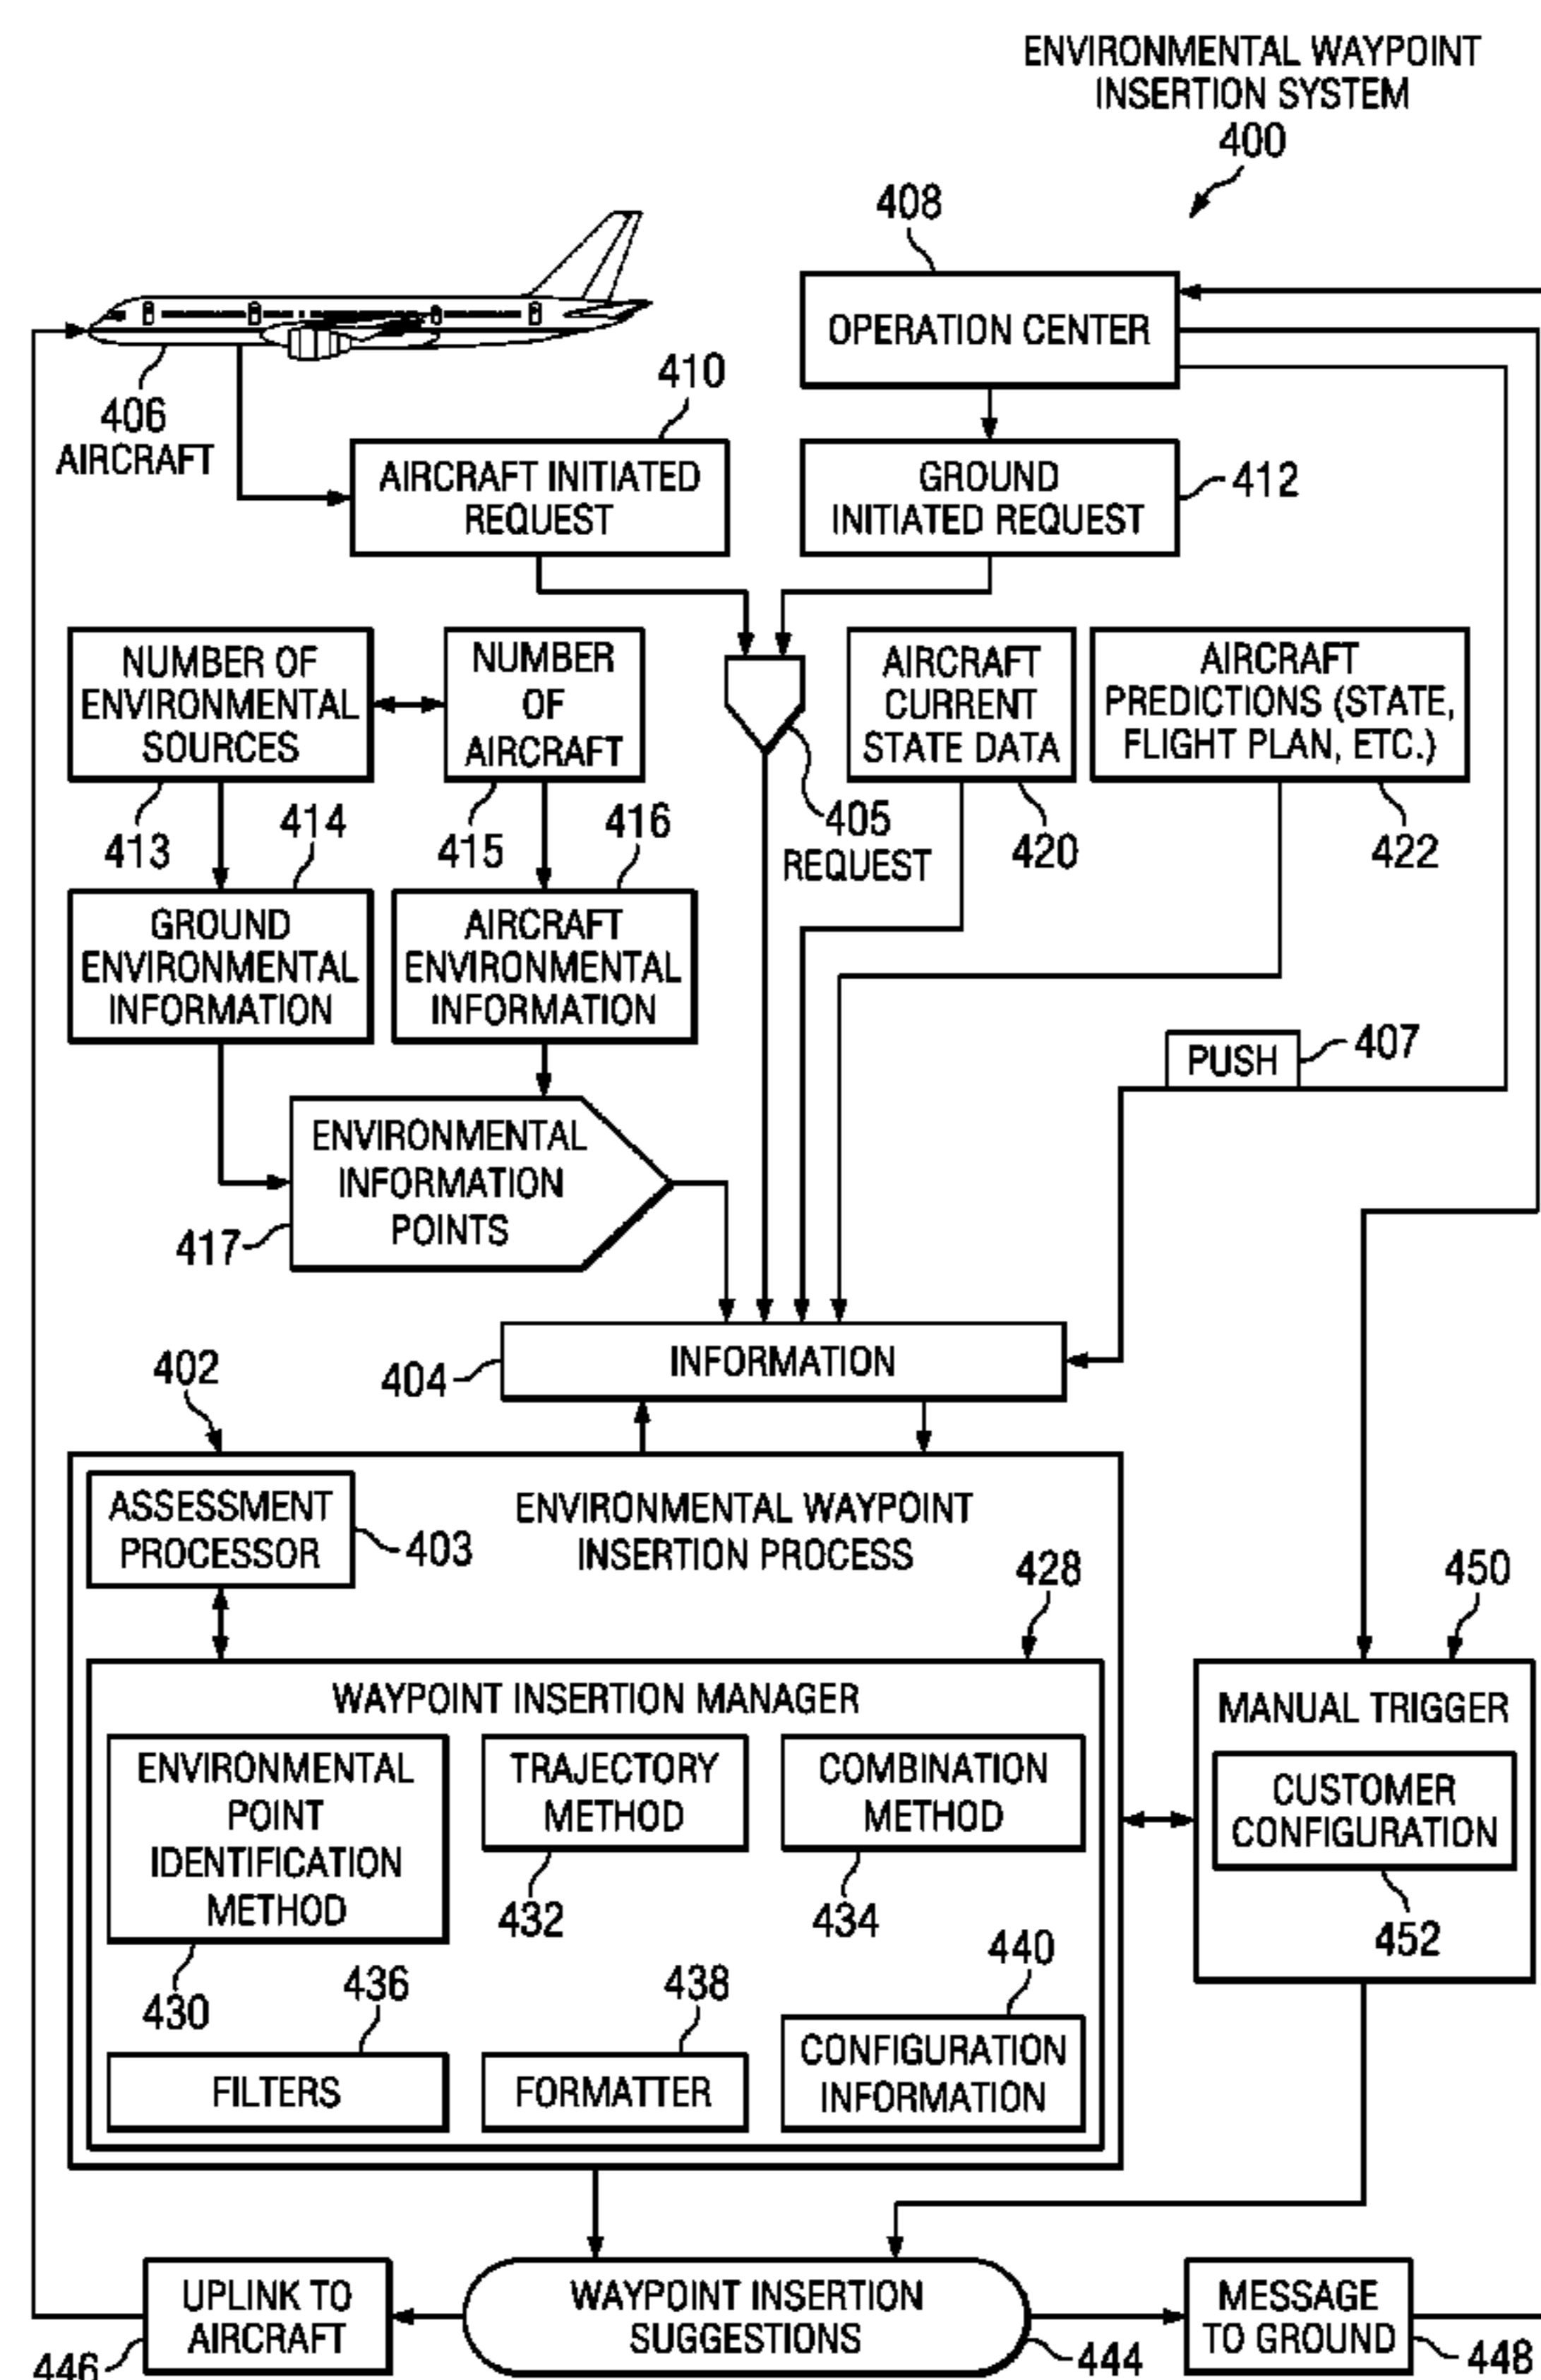 ENVIRONMENTAL WAYPOINT
INSERTION SYSTEM
400
408
OPERATION CENTER
406
AIRCRAFT
410
AIRCRAFT INITIATED
REQUEST
GROUND
INITIATED REQUEST
412
NUMBER OF
ENVIRONMENTAL
SOURCES
NUMBER
OF
AIRCRAFT
AIRCRAFT
CURRENT
STATE DATA
AIRCRAFT
PREDICTIONS (STATE,
FLIGHT PLAN, ETC.)
413
414
415
416
405
REQUEST
420
422
GROUND
ENVIRONMENTAL
INFORMATION
AIRCRAFT
ENVIRONMENTAL
INFORMATION
PUSH
407
ENVIRONMENTAL
INFORMATION
POINTS
417
INFORMATION
404
402
ASSESSMENT
PROCESSOR
403
ENVIRONMENTAL WAYPOINT
INSERTION PROCESS
428
450
WAYPOINT INSERTION MANAGER
MANUAL TRIGGER
ENVIRONMENTAL
POINT
IDENTIFICATION
METHOD
TRAJECTORY
METHOD
COMBINATION
METHOD
CUSTOMER
CONFIGURATION
432
434
452
430
436
438
440
FILTERS
FORMATTER
CONFIGURATION
INFORMATION
UPLINK TO
AIRCRAFT
WAYPOINT INSERTION
SUGGESTIONS
MESSAGE
TO GROUND
446
444
448